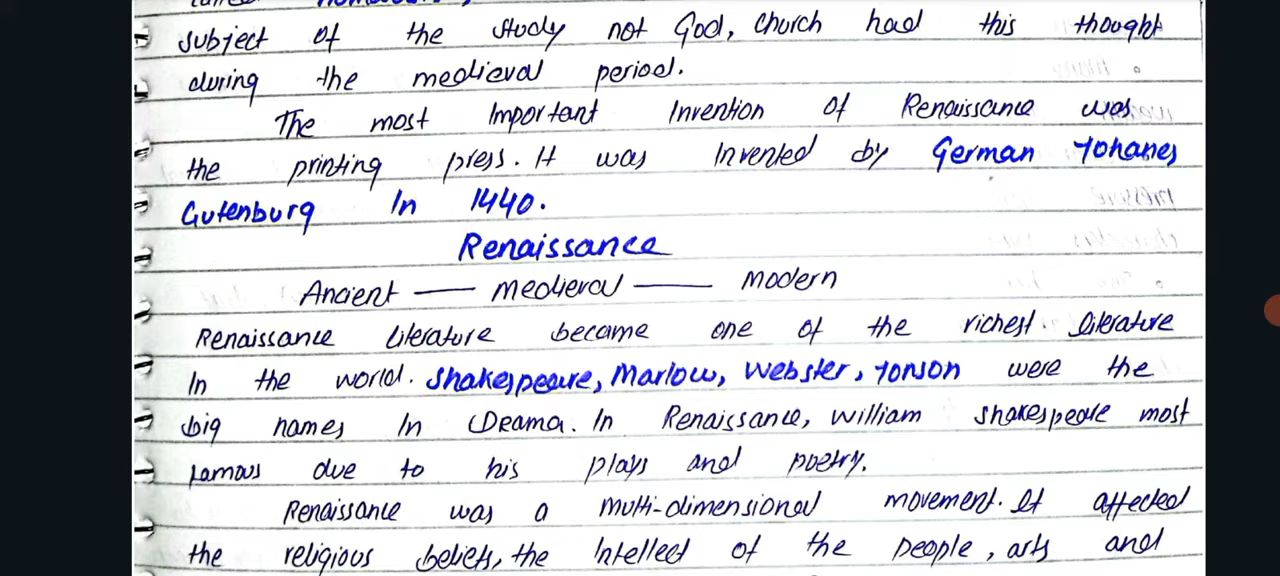 subject of the study not God, church had this thought
during the medieval period.
The most Important Invention of Renaissance was
the printing press. It was Invented by German Johanes
Gutenburg In 1440.
Renaissance
Ancient — medieval — modern
Renaissance literature became one of the richest literature
In the world. Shakespeare, Marlow, Webster, Jonson were the
big names In Drama. In Renaissance, William Shakespeare most
famous due to his plays and poetry.
Renaissance was a multi-dimensional movement. It affected
the religious beliefs, the Intellect of the people, arts and